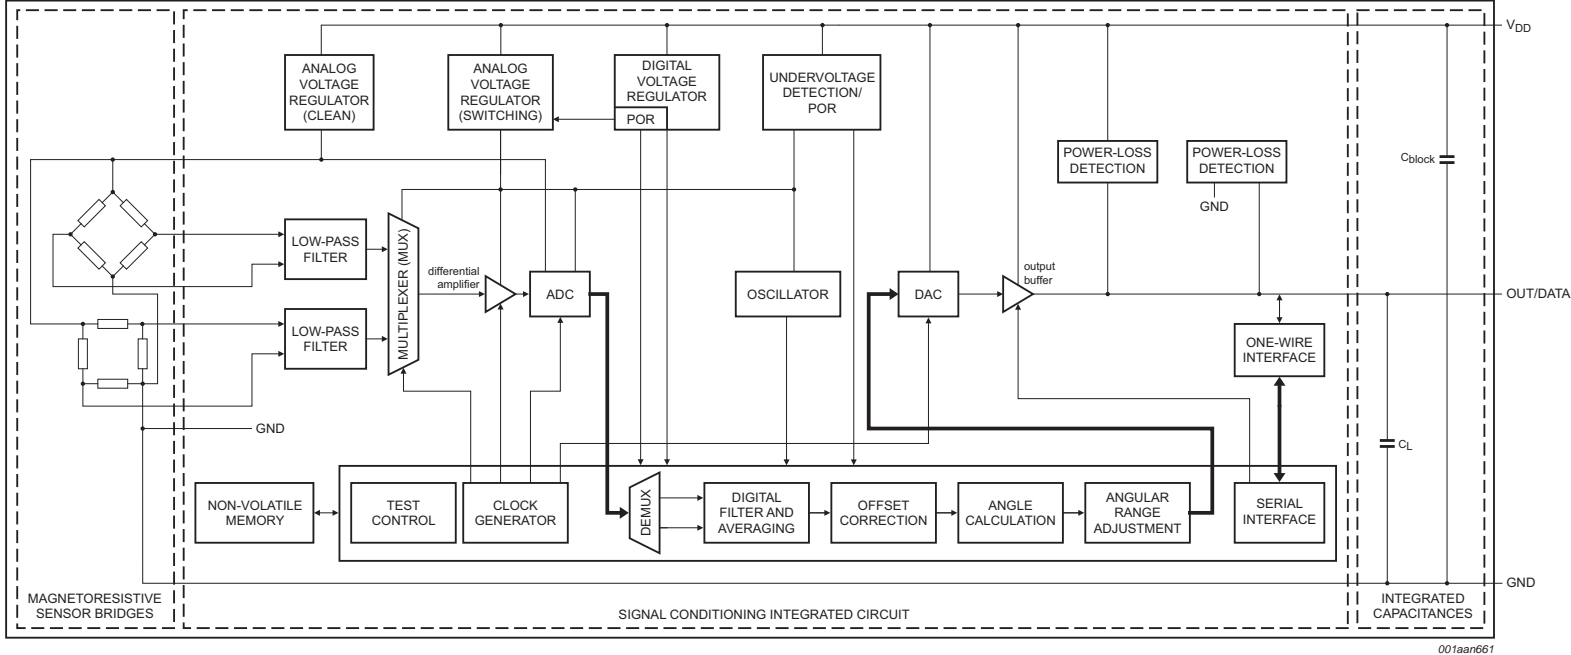 VDD
ANALOG
VOLTAGE
REGULATOR
(CLEAN)
ANALOG
VOLTAGE
REGULATOR
(SWITCHING)
DIGITAL
VOLTAGE
REGULATOR
POR
UNDERVOLTAGE
DETECTION/
POR
POWER-LOSS
DETECTION
POWER-LOSS
DETECTION
GND
Cblock
LOW-PASS
FILTER
LOW-PASS
FILTER
MULTIPLEXER (MUX)
differential
amplifier
ADC
OSCILLATOR
DAC
output
buffer
OUT/DATA
ONE-WIRE
INTERFACE
GND
CL
NON-VOLATILE
MEMORY
TEST
CONTROL
CLOCK
GENERATOR
DEMUX
DIGITAL
FILTER AND
AVERAGING
OFFSET
CORRECTION
ANGLE
CALCULATION
ANGULAR
RANGE
ADJUSTMENT
SERIAL
INTERFACE
GND
MAGNETORESISTIVE
SENSOR BRIDGES
SIGNAL CONDITIONING INTEGRATED CIRCUIT
INTEGRATED
CAPACITANCES
001aan661